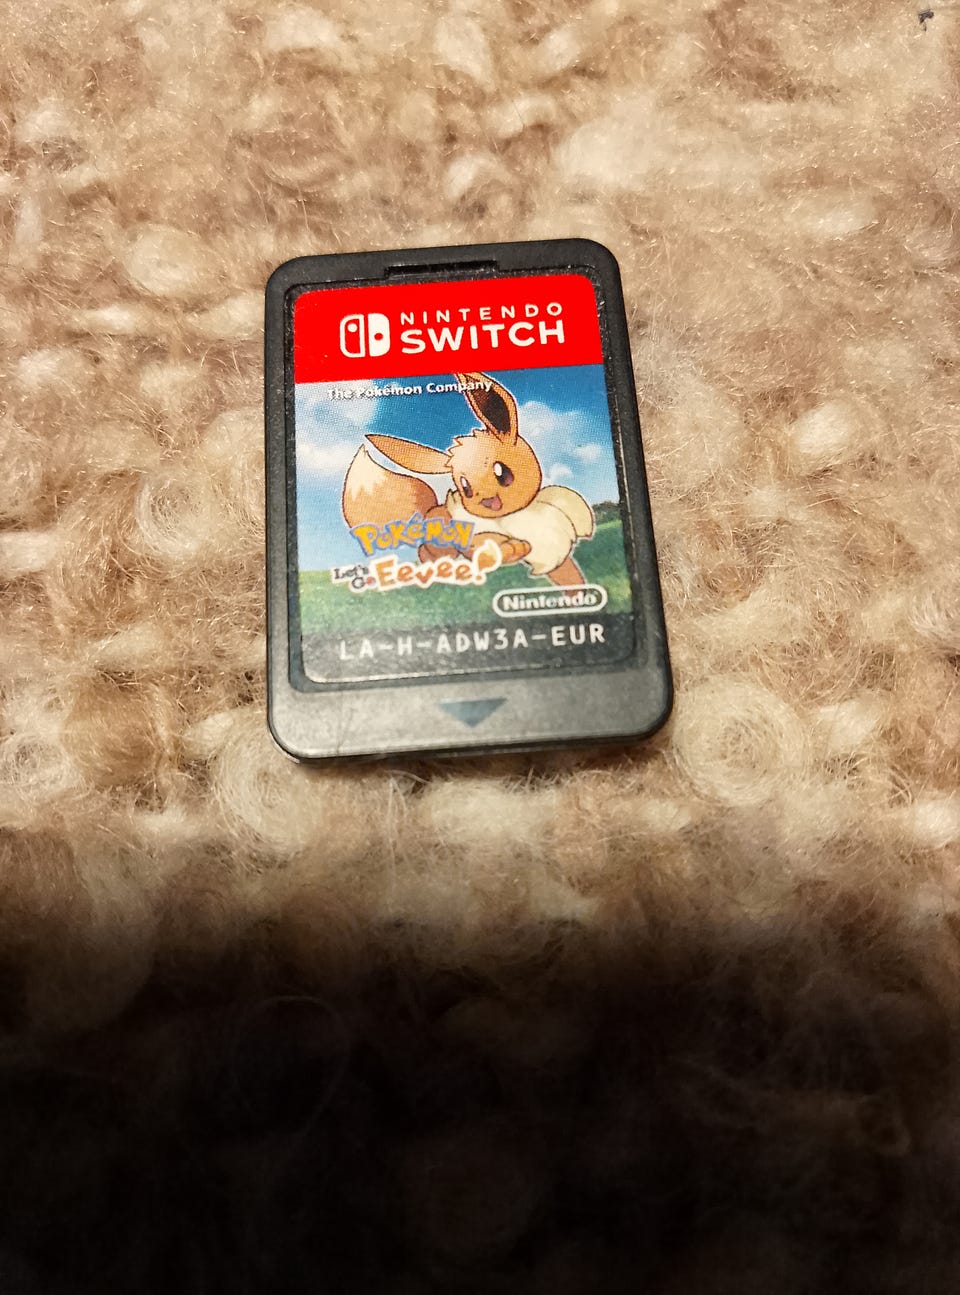 NINTENDO
SWITCH
The Pokémon Company
POKéMON
Let's
Go Eevee!
Nintendo
LA-H-ADW3A-EUR